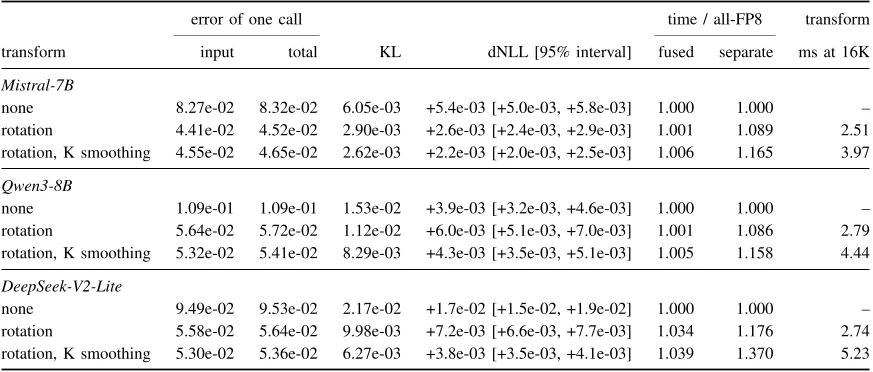 error of one call time / all-FP8 transform
transform input total KL dNLL [95% interval] fused separate ms at 16K
Mistral-7B
none 8.27e-02 8.32e-02 6.05e-03 +5.4e-03 [+5.0e-03, +5.8e-03] 1.000 1.000 –
rotation 4.41e-02 4.52e-02 2.90e-03 +2.6e-03 [+2.4e-03, +2.9e-03] 1.001 1.089 2.51
rotation, K smoothing 4.55e-02 4.65e-02 2.62e-03 +2.2e-03 [+2.0e-03, +2.5e-03] 1.006 1.165 3.97
Qwen3-8B
none 1.09e-01 1.09e-01 1.53e-02 +3.9e-03 [+3.2e-03, +4.6e-03] 1.000 1.000 –
rotation 5.64e-02 5.72e-02 1.12e-02 +6.0e-03 [+5.1e-03, +7.0e-03] 1.001 1.086 2.79
rotation, K smoothing 5.32e-02 5.41e-02 8.29e-03 +4.3e-03 [+3.5e-03, +5.1e-03] 1.005 1.158 4.44
DeepSeek-V2-Lite
none 9.49e-02 9.53e-02 2.17e-02 +1.7e-02 [+1.5e-02, +1.9e-02] 1.000 1.000 –
rotation 5.58e-02 5.64e-02 9.98e-03 +7.2e-03 [+6.6e-03, +7.7e-03] 1.034 1.176 2.74
rotation, K smoothing 5.30e-02 5.36e-02 6.27e-03 +3.8e-03 [+3.5e-03, +4.1e-03] 1.039 1.370 5.23